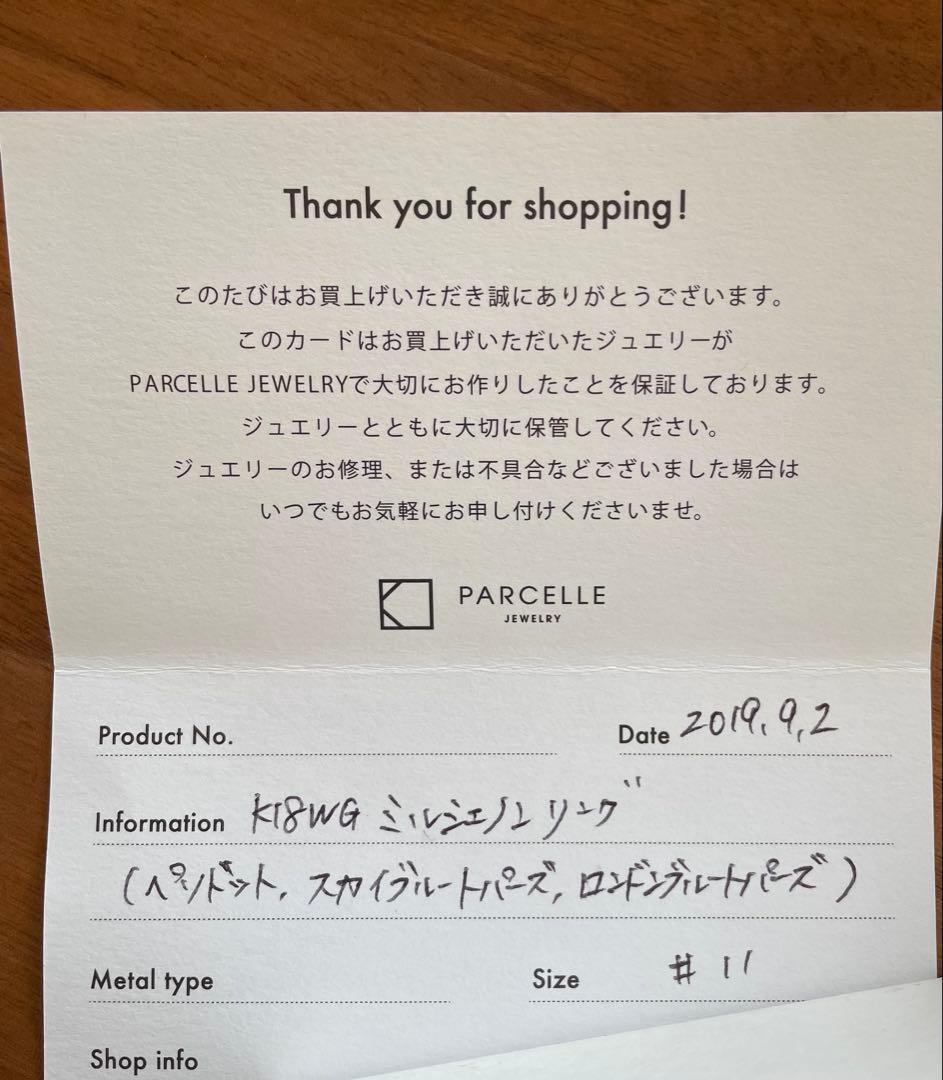 Thank you for shopping!
このたびはお買上げいただき誠にありがとうございます。
このカードはお買上げいただいたジュエリーが
PARCELLE JEWELRYで大切にお作りしたことを保証しております。
ジュエリーとともに大切に保管してください。
ジュエリーのお修理、または不具合などございました場合は
いつでもお気軽にお申し付けくださいませ。
PARCELLE
JEWELRY
Product No.
Date 2019.9.2
Information K18WG リング
(ペリドット, スカイブルートパーズ, ロンドンブルートパーズ)
Metal type
Size #11
Shop info